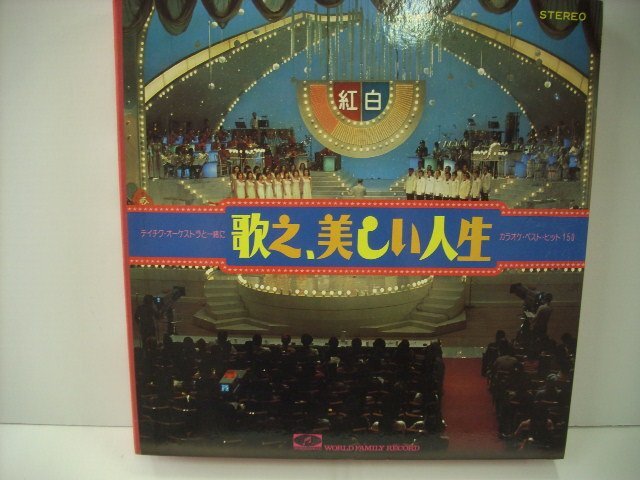 STEREO
紅白
テイチク・オーケストラと一緒に
歌え、美しい人生
カラオケ・ベスト・ヒット150
WORLD FAMILY RECORD